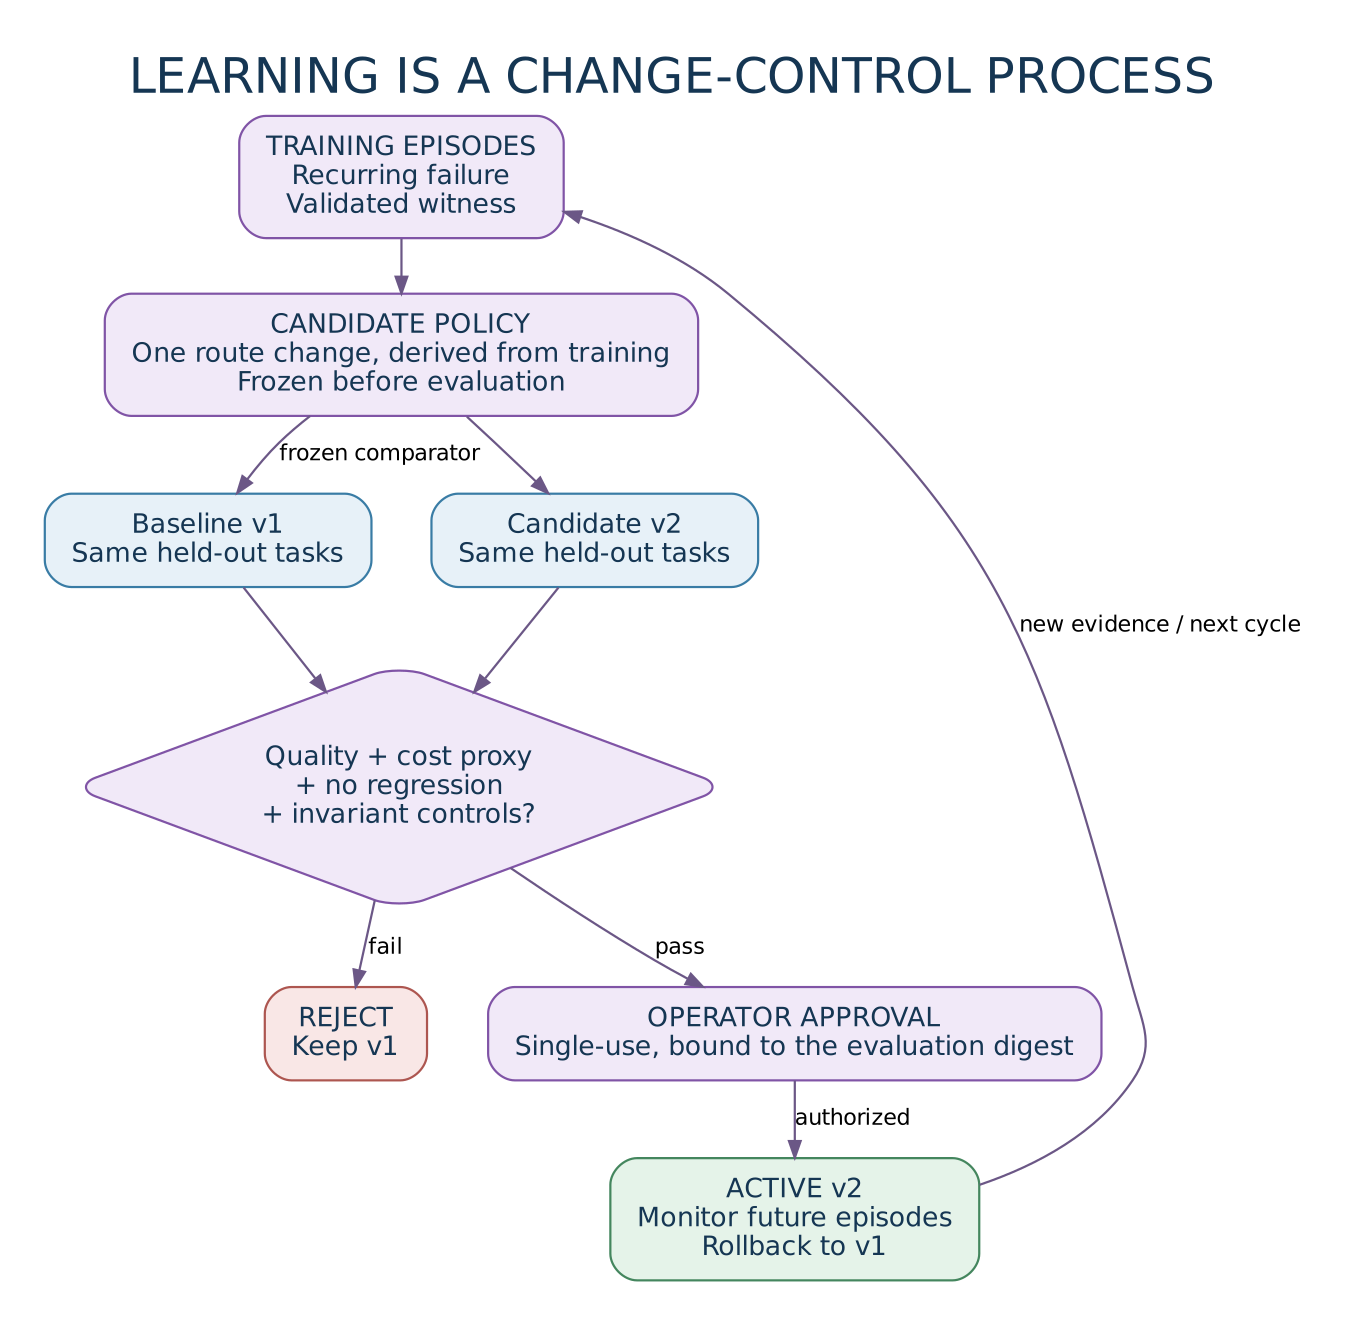 LEARNING IS A CHANGE-CONTROL PROCESS
TRAINING EPISODES
Recurring failure
Validated witness
CANDIDATE POLICY
One route change, derived from training
Frozen before evaluation
frozen comparator
Baseline v1
Same held-out tasks
Candidate v2
Same held-out tasks
new evidence / next cycle
Quality + cost proxy
+ no regression
+ invariant controls?
fail
pass
REJECT
Keep v1
OPERATOR APPROVAL
Single-use, bound to the evaluation digest
authorized
ACTIVE v2
Monitor future episodes
Rollback to v1